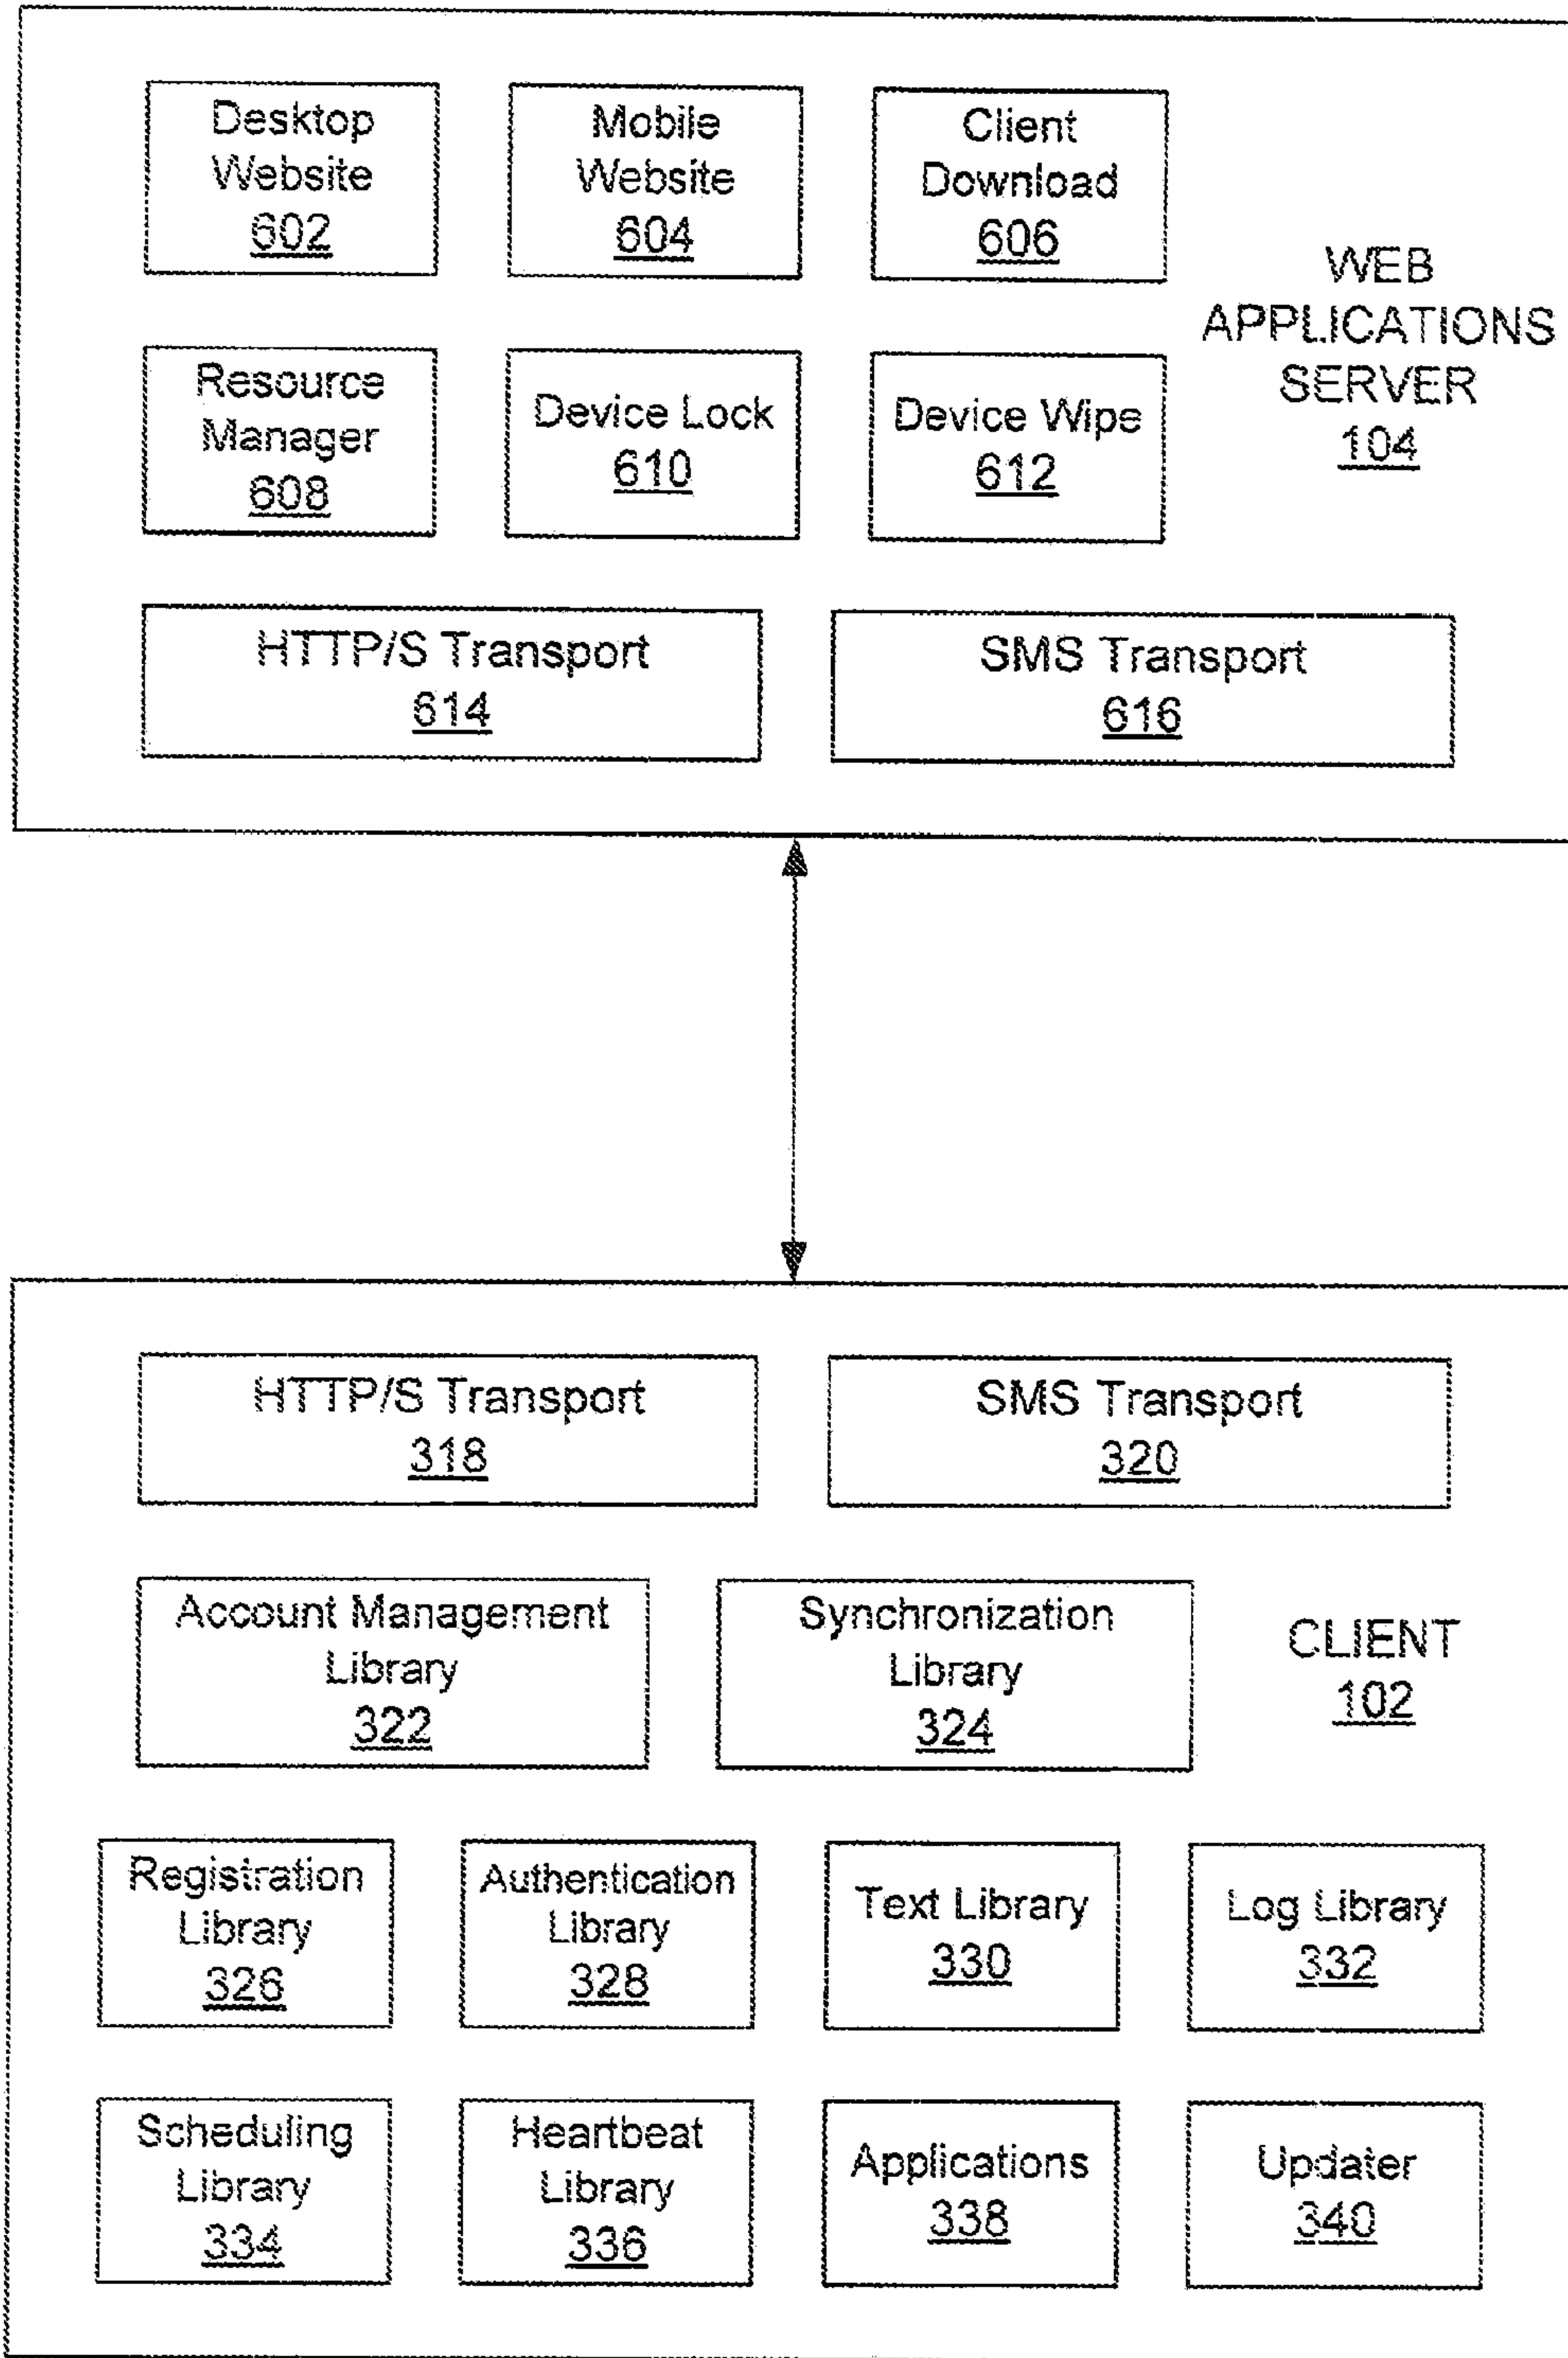 Desktop
Website
602
Mobile
Website
604
Client
Download
606
WEB
APPLICATIONS
SERVER
104
Resource
Manager
608
Device Lock
610
Device Wipe
612
HTTP/S Transport
614
SMS Transport
616
HTTP/S Transport
318
SMS Transport
320
Account Management
Library
322
Synchronization
Library
324
CLIENT
102
Registration
Library
326
Authentication
Library
328
Text Library
330
Log Library
332
Scheduling
Library
334
Heartbeat
Library
336
Applications
338
Updater
340